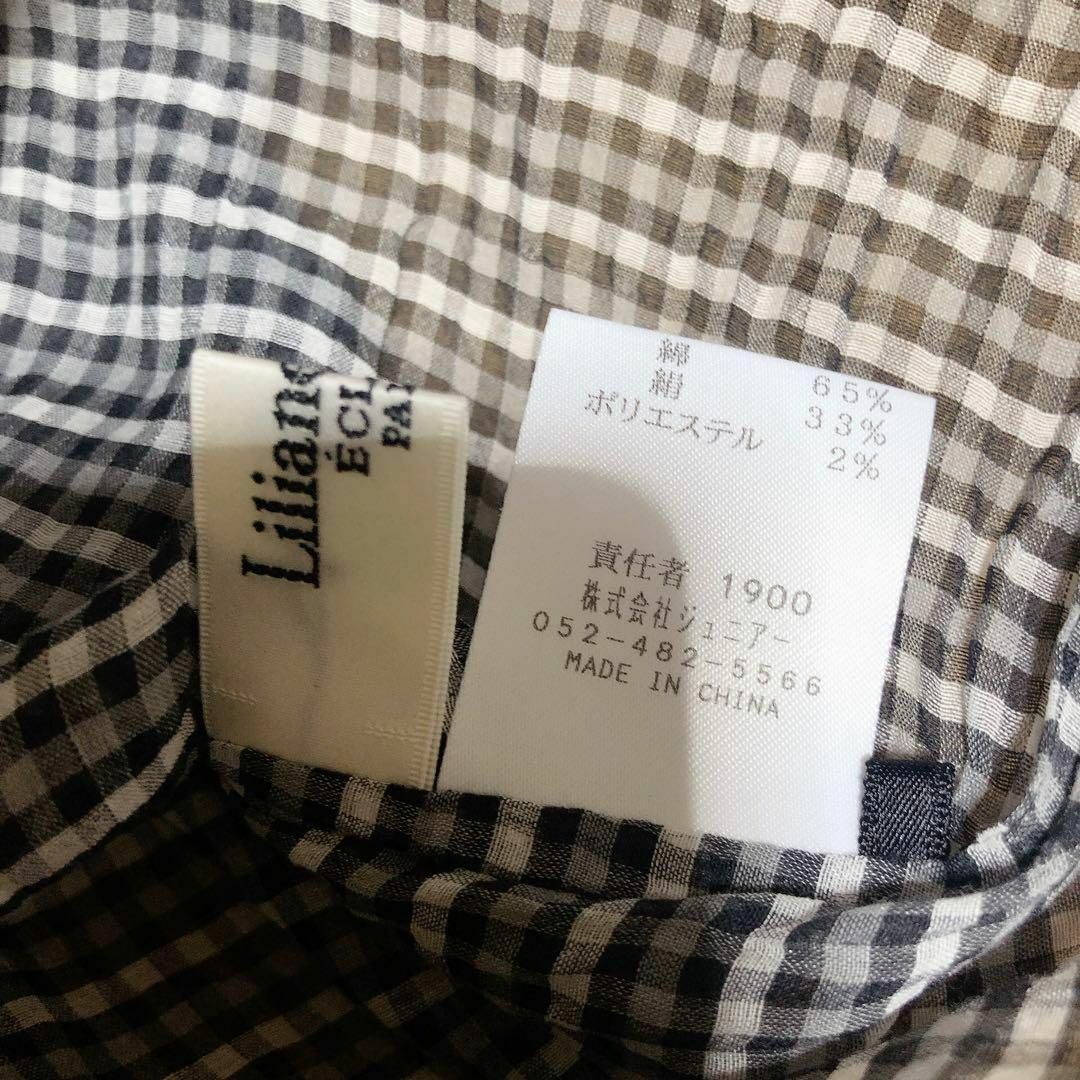 Lilian
ÉCL
PA
綿 65%
絹 33%
ポリエステル 2%
責任者 1900
株式会社ジュニアー
052-482-5566
MADE IN CHINA